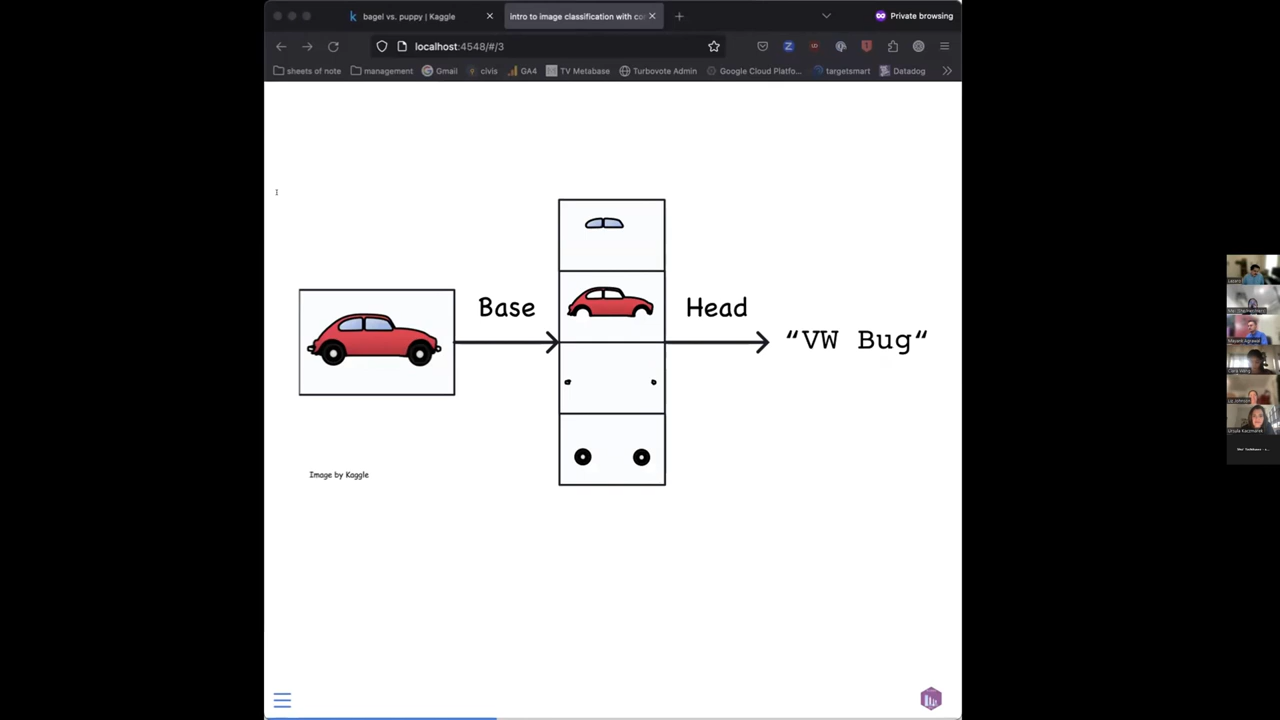 bagel vs. puppy | Kaggle
intro to image classification with co
Private browsing
localhost:4548/#/3
sheets of note
management
Gmail
civis
GA4
TV Metabase
Turbovote Admin
Google Cloud Platfo...
targetsmart
Datadog
Base
Head
"VW Bug"
Image by Kaggle